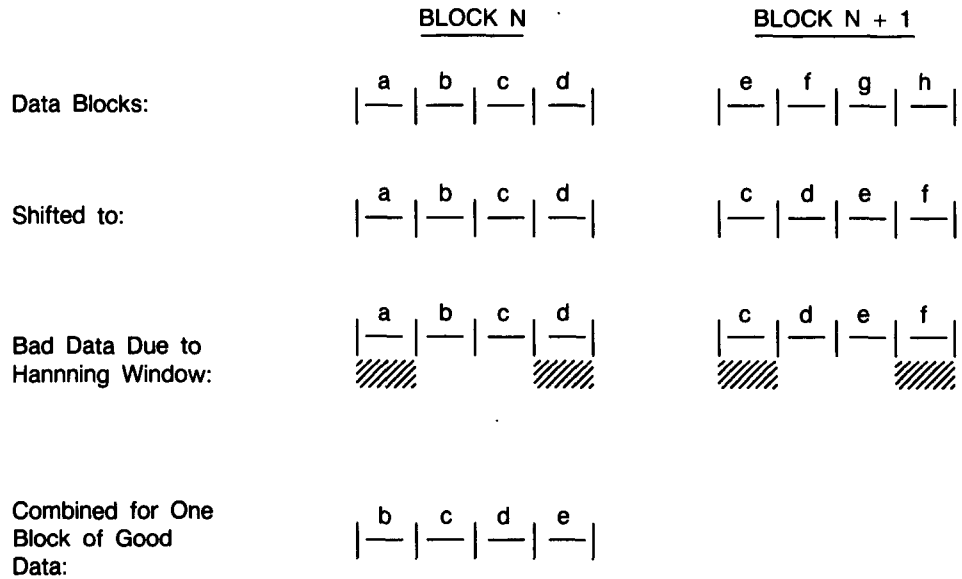 BLOCK N BLOCK N + 1
Data Blocks: a b c d e f g h
Shifted to: a b c d c d e f
a b c d c d e f
Bad Data Due to
Hannning Window:
Combined for One
Block of Good
Data:
b c d e